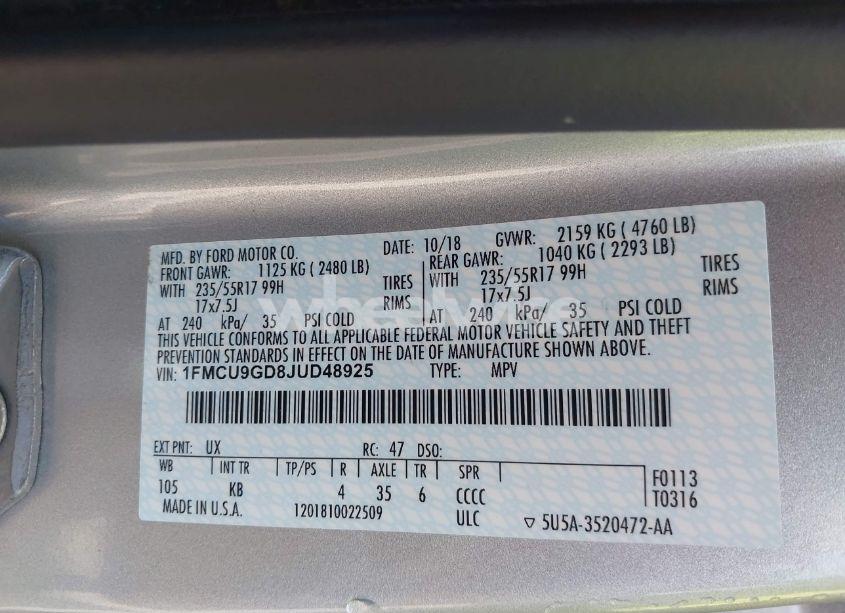 MFD. BY FORD MOTOR CO. DATE: 10/18 GVWR: 2159 KG ( 4760 LB)
FRONT GAWR: 1125 KG ( 2480 LB) REAR GAWR: 1040 KG ( 2293 LB)
WITH 235/55R17 99H TIRES WITH 235/55R17 99H TIRES
17x7.5J RIMS 17x7.5J RIMS
AT 240 kPa/ 35 PSI COLD AT 240 kPa/ 35 PSI COLD
THIS VEHICLE CONFORMS TO ALL APPLICABLE FEDERAL MOTOR VEHICLE SAFETY AND THEFT
PREVENTION STANDARDS IN EFFECT ON THE DATE OF MANUFACTURE SHOWN ABOVE.
VIN: 1FMCU9GD8JUD48925 TYPE: MPV
EXT PNT: UX RC: 47 DSO:
WB INT TR TP/PS R AXLE TR SPR F0113
105 KB 4 35 6 CCCC T0316
MADE IN U.S.A. 1201810022509 ULC ▽ 5U5A-3520472-AA